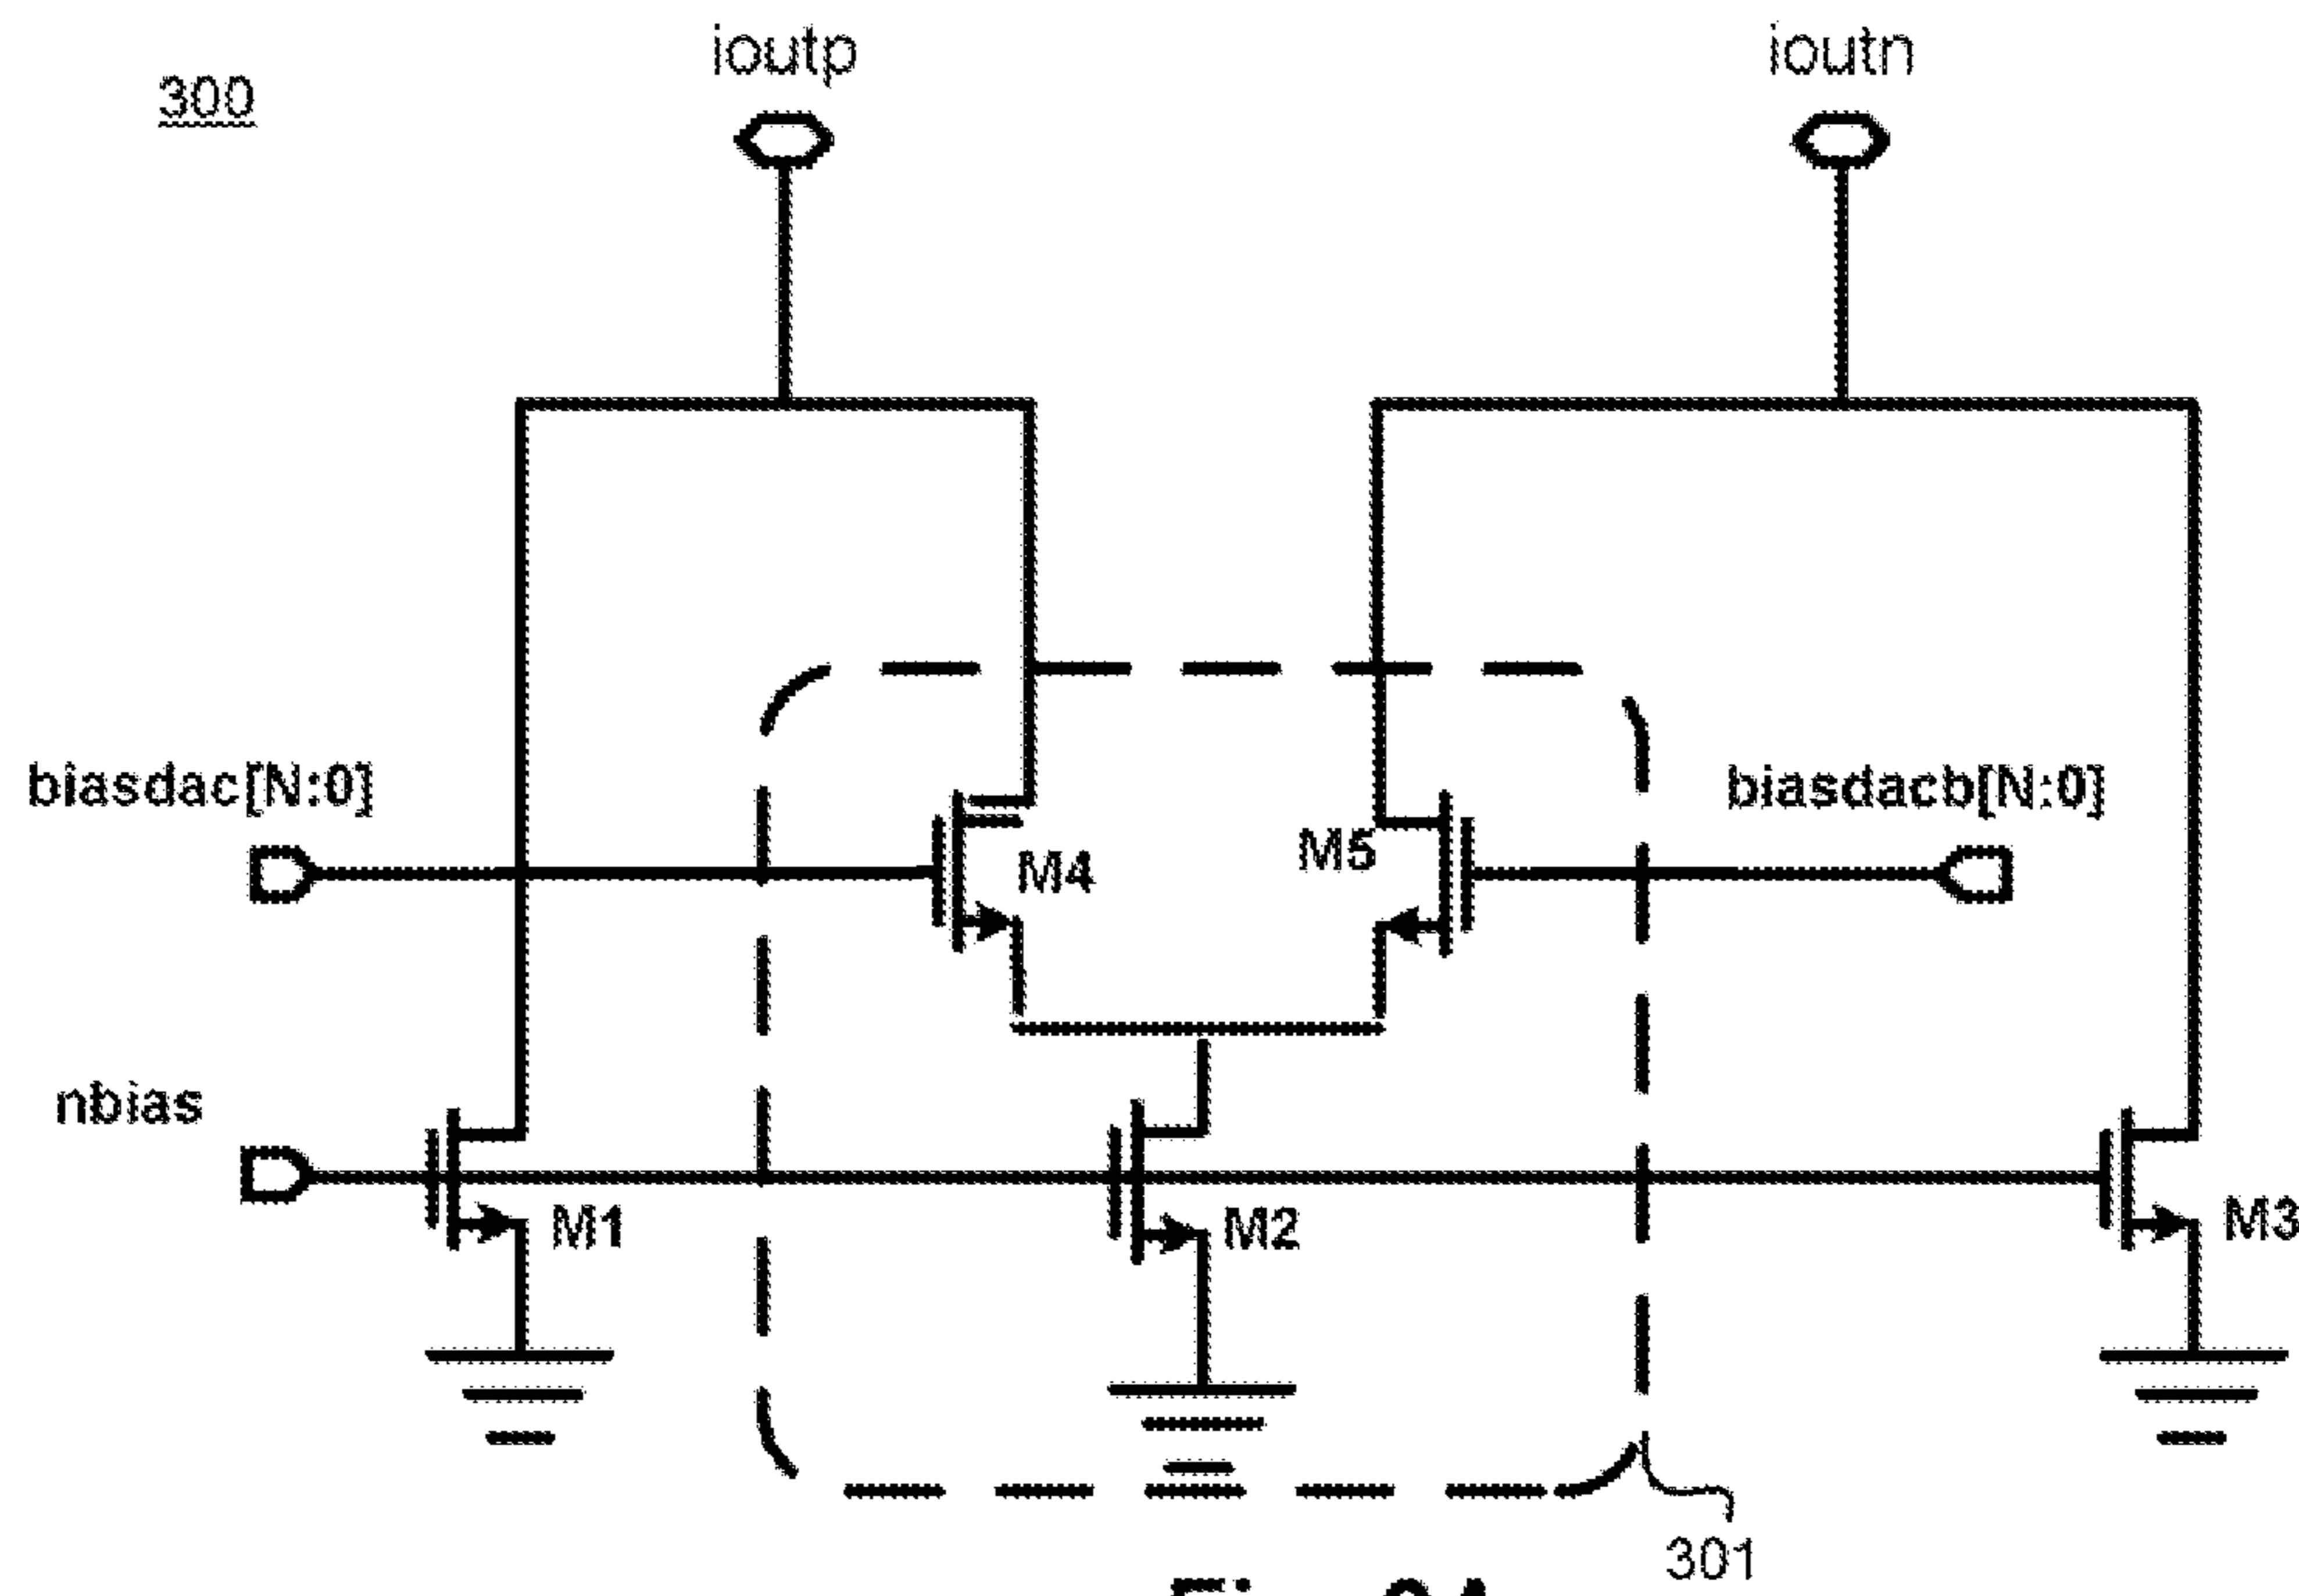 300
ioutp
ioutn
biasdac[N:0]
biasdacb[N:0]
M4
M5
nbias
M1
M2
M3
301